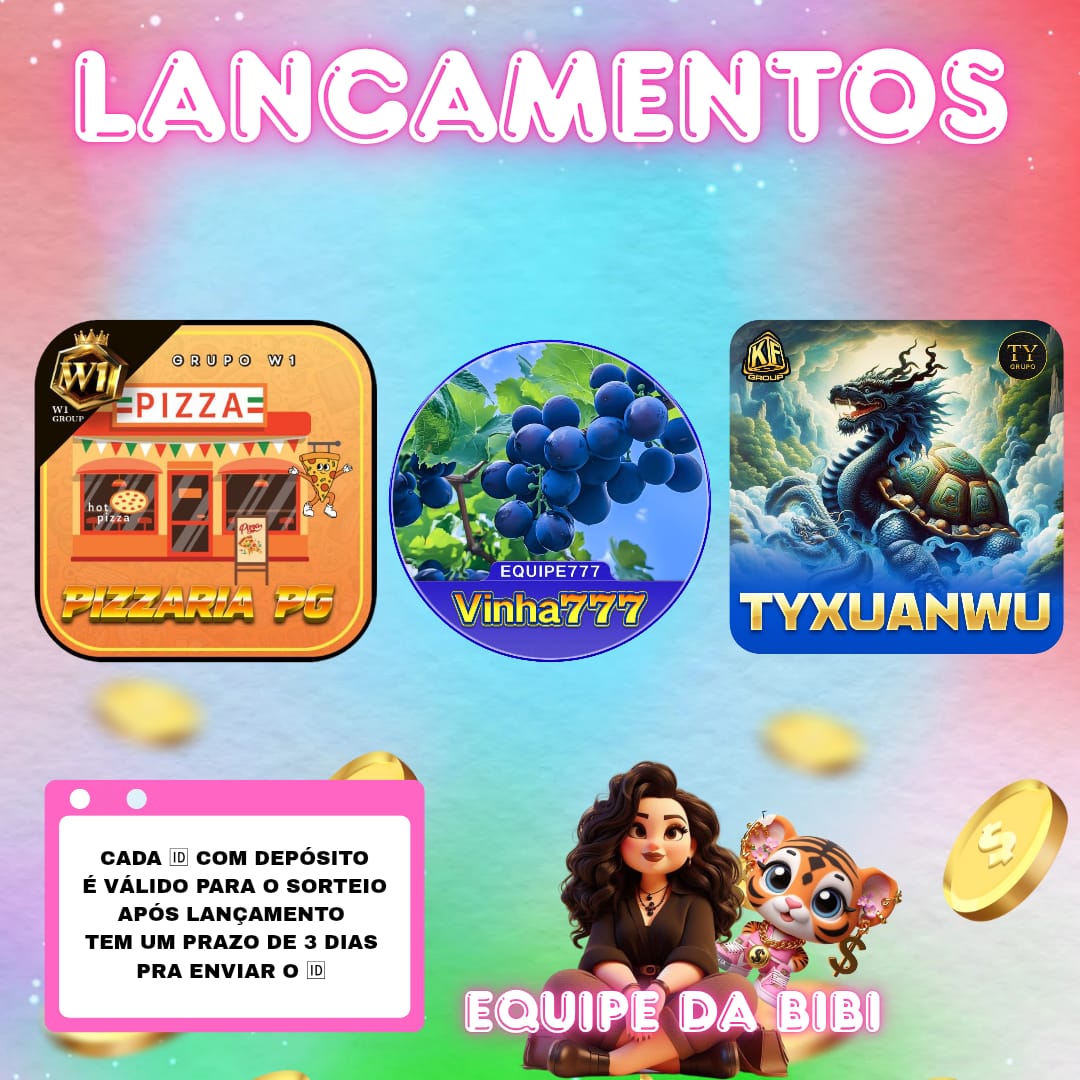 LANCAMENTOS
W1
W1
GROUP
GRUPO W1
PIZZA
hot
pizza
Pizza
PIZZARIA PG
EQUIPE777
Vinha777
KF
GROUP
TY
GRUPO
TYXUANWU
CADA 🆔 COM DEPÓSITO
É VÁLIDO PARA O SORTEIO
APÓS LANÇAMENTO
TEM UM PRAZO DE 3 DIAS
PRA ENVIAR O 🆔
EQUIPE DA BIBI